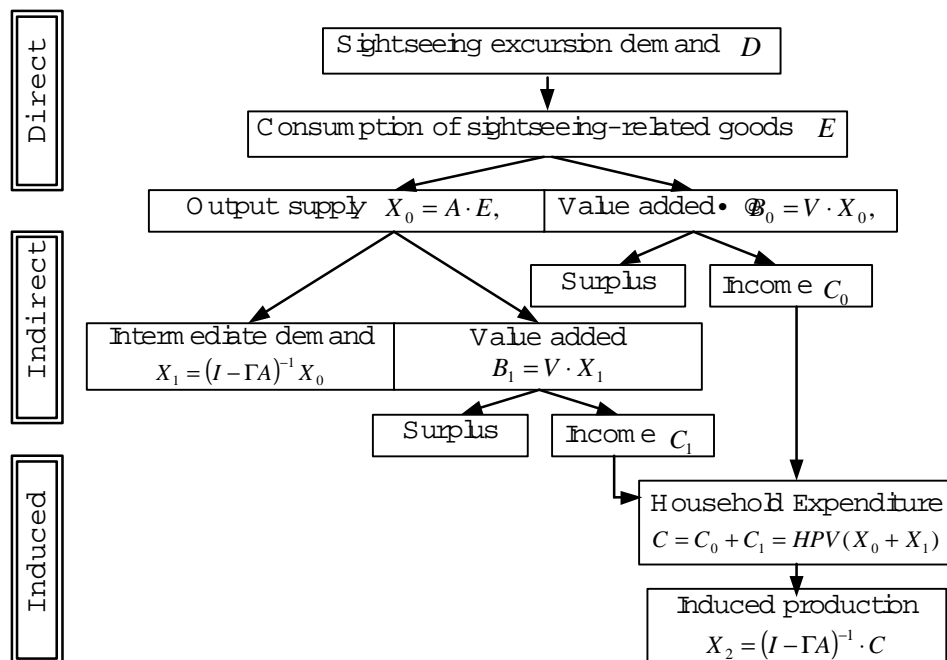 Direct
Sightseeing excursion demand D
Consumption of sightseeing-related goods E
Output supply X₀ = A · E,
Value added• @B₀ = V · X₀,
Indirect
Surplus
Income C₀
Intermediate demand
X₁ = (I − ΓA)⁻¹ X₀
Value added
B₁ = V · X₁
Surplus
Income C₁
Induced
Household Expenditure
C = C₀ + C₁ = HPV(X₀ + X₁)
Induced production
X₂ = (I − ΓA)⁻¹ · C